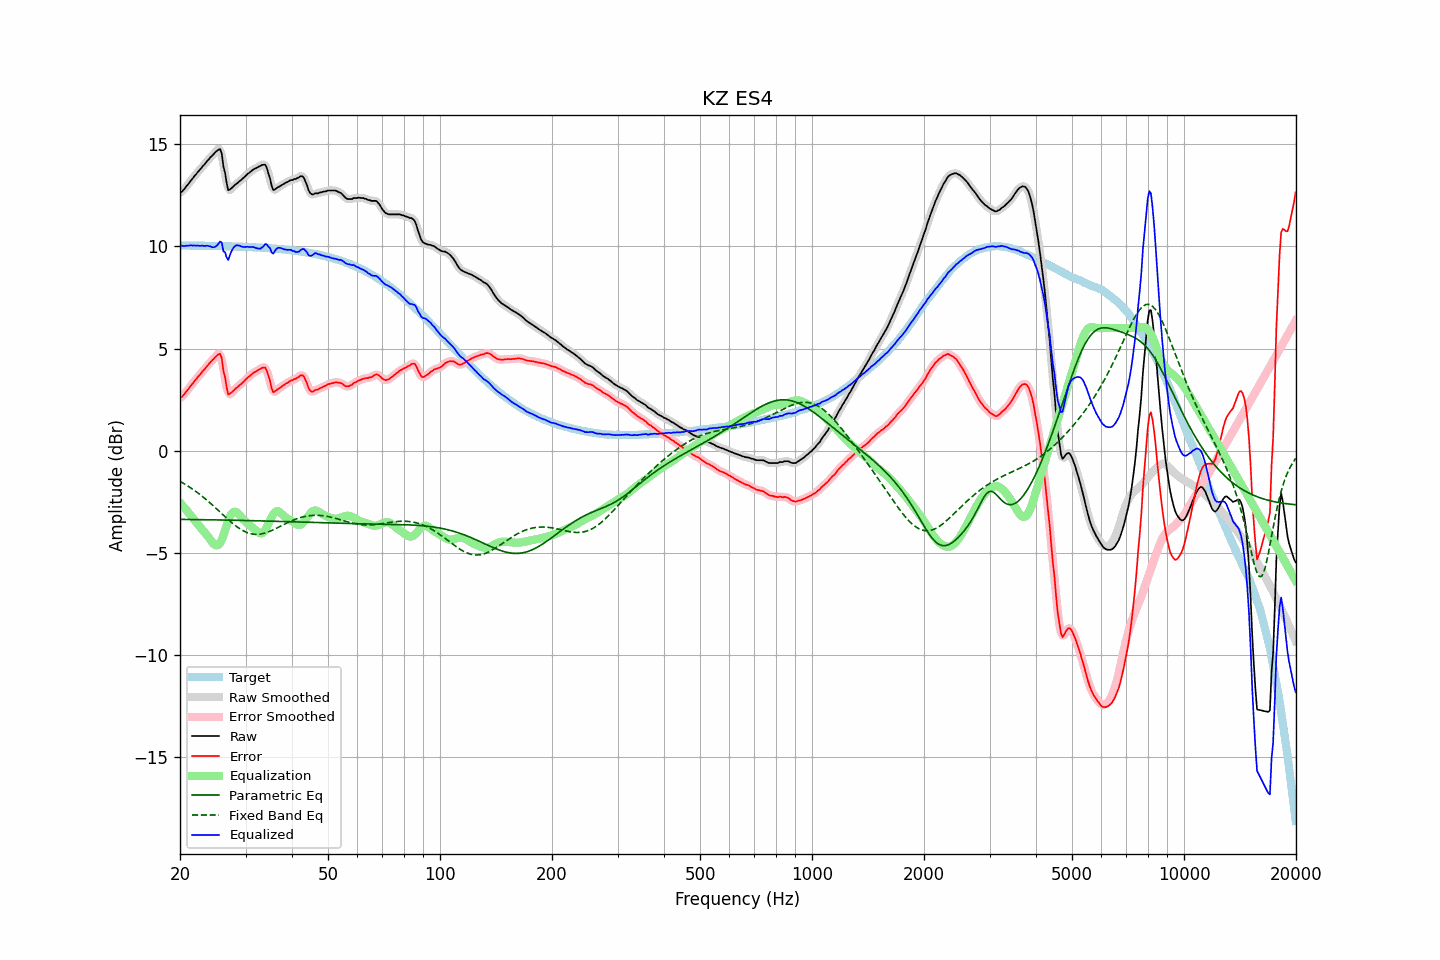 KZ ES4
Amplitude (dBr)
15
10
5
0
−5
−10
−15
Target
Raw Smoothed
Error Smoothed
Raw
Error
Equalization
Parametric Eq
Fixed Band Eq
Equalized
20 50 100 200 500 1000 2000 5000 10000 20000
Frequency (Hz)